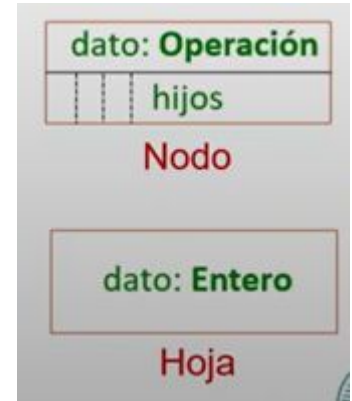 dato: Operación
hijos
Nodo
dato: Entero
Hoja